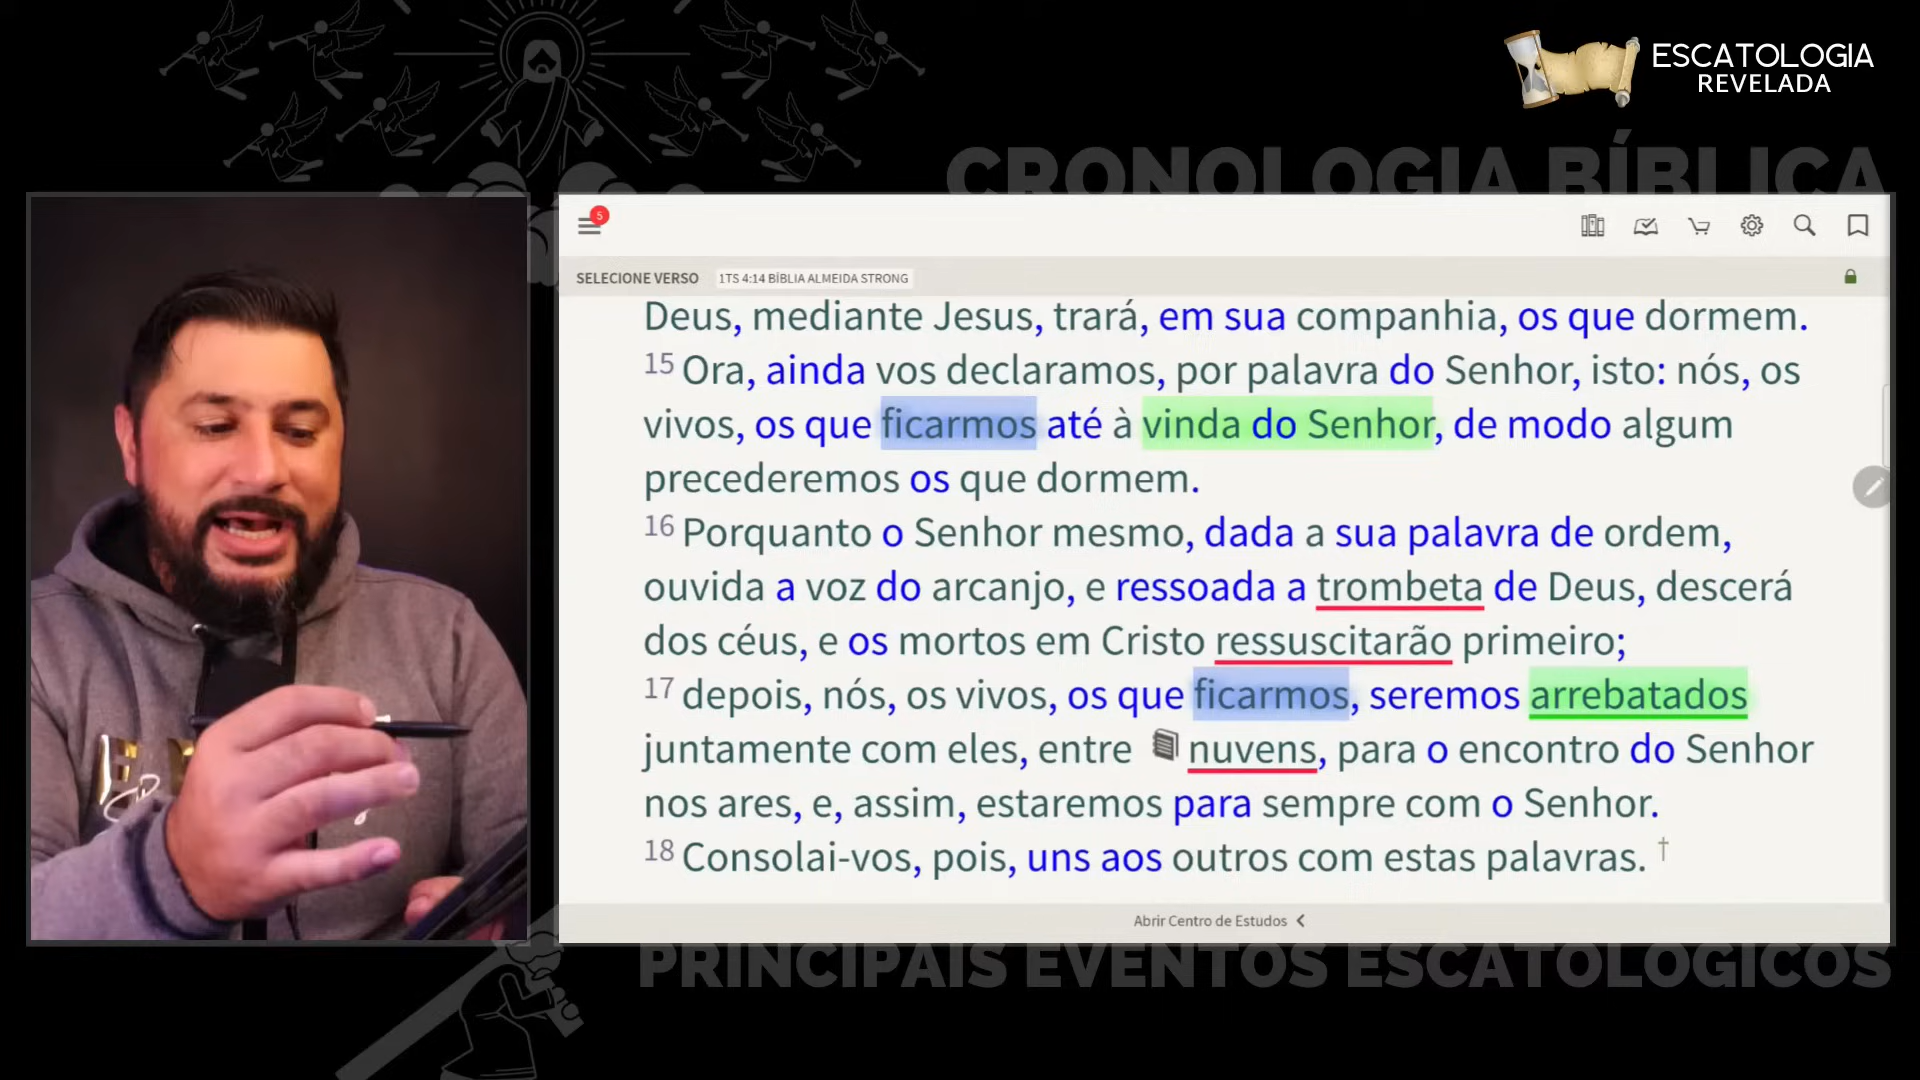 ESCATOLOGIA
REVELADA
CRONOLOGIA BÍBLICA
5
SELECIONE VERSO 1TS 4:14 BÍBLIA ALMEIDA STRONG
Deus, mediante Jesus, trará, em sua companhia, os que dormem.
15 Ora, ainda vos declaramos, por palavra do Senhor, isto: nós, os
vivos, os que ficarmos até à vinda do Senhor, de modo algum
precederemos os que dormem.
16 Porquanto o Senhor mesmo, dada a sua palavra de ordem,
ouvida a voz do arcanjo, e ressoada a trombeta de Deus, descerá
dos céus, e os mortos em Cristo ressuscitarão primeiro;
17 depois, nós, os vivos, os que ficarmos, seremos arrebatados
juntamente com eles, entre nuvens, para o encontro do Senhor
nos ares, e, assim, estaremos para sempre com o Senhor.
18 Consolai-vos, pois, uns aos outros com estas palavras. †
Abrir Centro de Estudos
PRINCIPAIS EVENTOS ESCATOLOGICOS